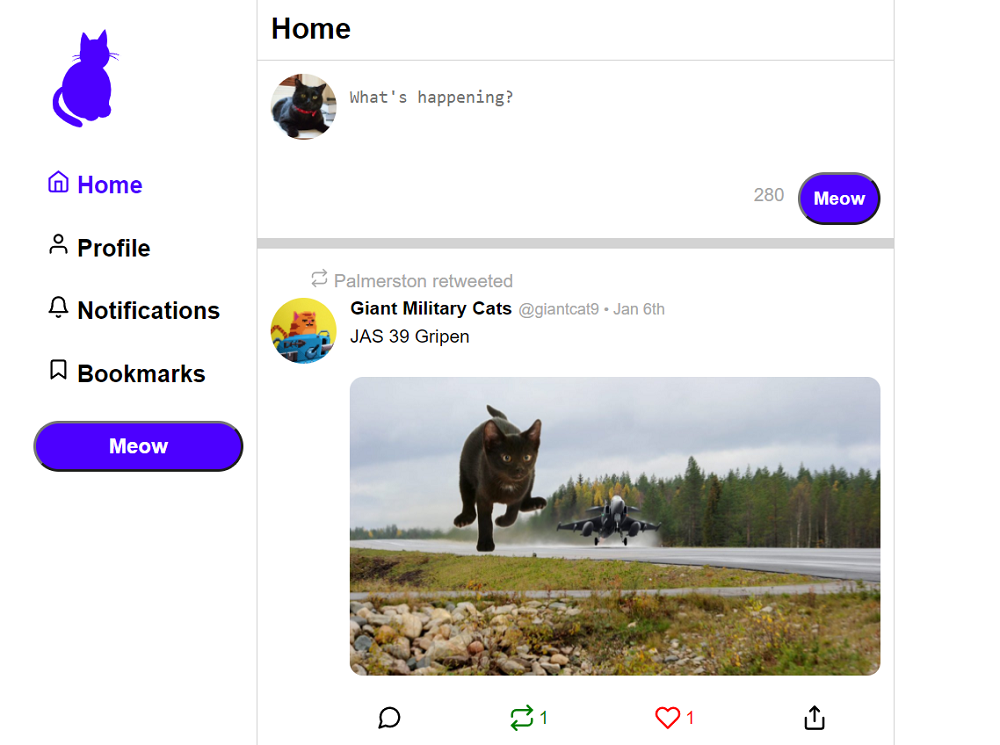 Home
Home
What's happening?
280
Meow
Profile
Notifications
Bookmarks
Meow
Palmerston retweeted
Giant Military Cats @giantcat9 • Jan 6th
JAS 39 Gripen
1
1